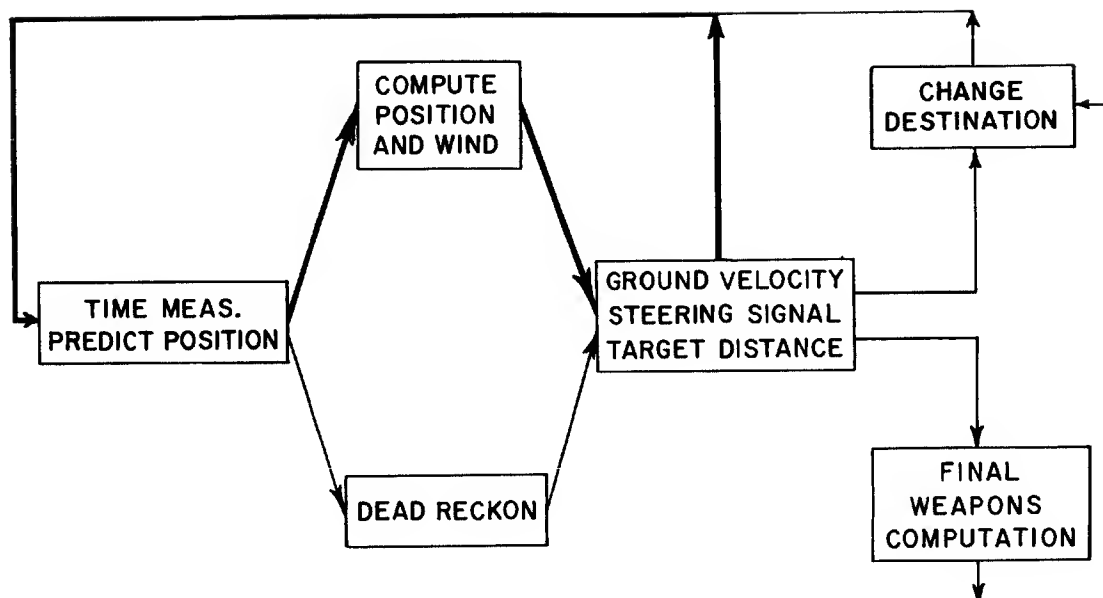 COMPUTE
POSITION
AND WIND
CHANGE
DESTINATION
TIME MEAS.
PREDICT POSITION
GROUND VELOCITY
STEERING SIGNAL
TARGET DISTANCE
DEAD RECKON
FINAL
WEAPONS
COMPUTATION